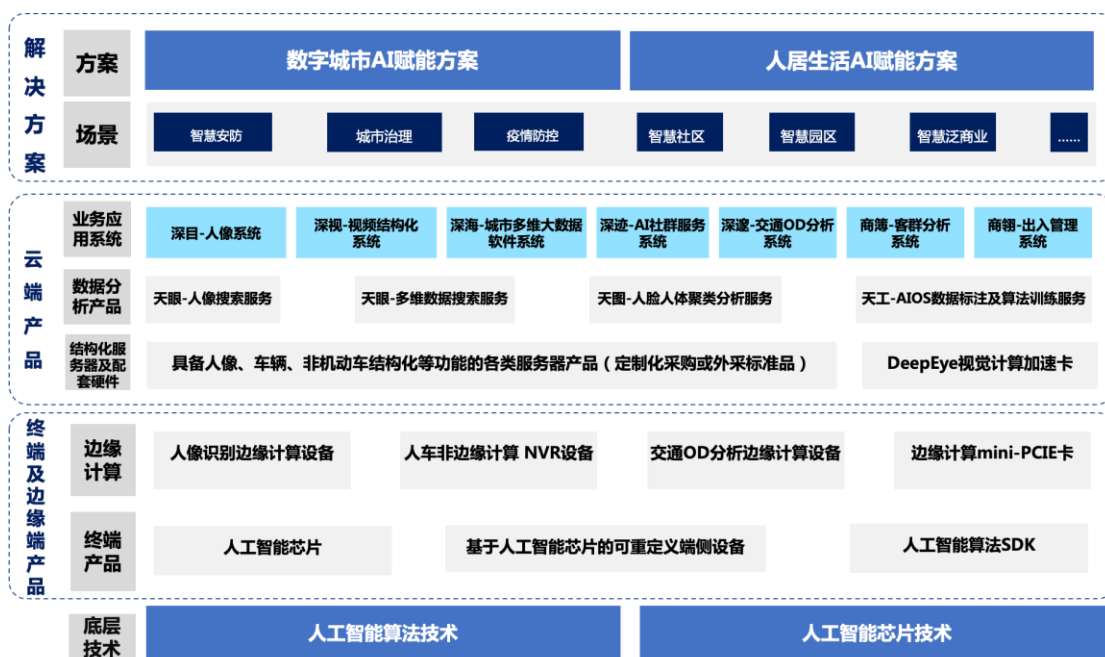 解决方案
方案
数字城市AI赋能方案
人居生活AI赋能方案
场景
智慧安防
城市治理
疫情防控
智慧社区
智慧园区
智慧泛商业
......
云端产品
业务应
用系统
深目-人像系统
深视-视频结构化
系统
深海-城市多维大数据
软件系统
深迹-AI社群服务
系统
深邃-交通OD分析
系统
商簿-客群分析
系统
商翎-出入管理
系统
数据分
析产品
天眼-人像搜索服务
天眼-多维数据搜索服务
天图-人脸人体聚类分析服务
天工-AIOS数据标注及算法训练服务
结构化服
务器及配
套硬件
具备人像、车辆、非机动车结构化等功能的各类服务器产品（定制化采购或外采标准品）
DeepEye视觉计算加速卡
终端及边缘端产品
边缘
计算
人像识别边缘计算设备
人车非边缘计算 NVR设备
交通OD分析边缘计算设备
边缘计算mini-PCIE卡
终端
产品
人工智能芯片
基于人工智能芯片的可重定义端侧设备
人工智能算法SDK
底层
技术
人工智能算法技术
人工智能芯片技术